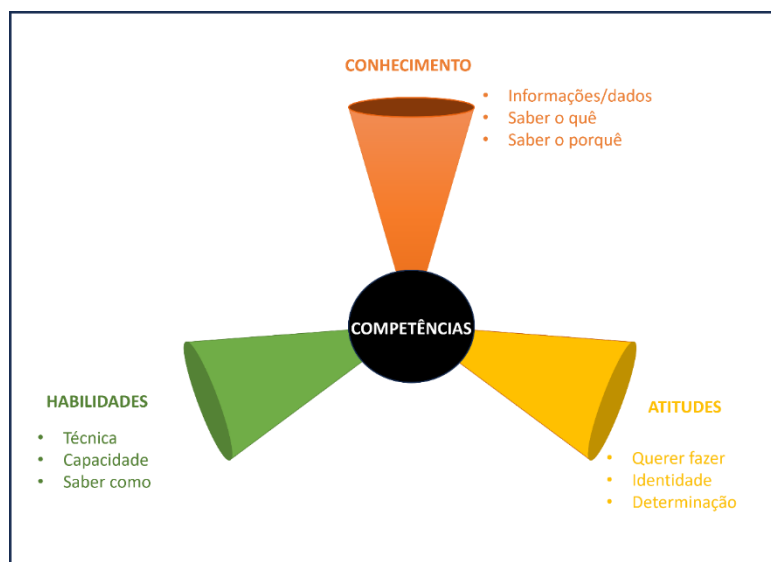 CONHECIMENTO
• Informações/dados
• Saber o quê
• Saber o porquê
COMPETÊNCIAS
HABILIDADES
• Técnica
• Capacidade
• Saber como
ATITUDES
• Querer fazer
• Identidade
• Determinação